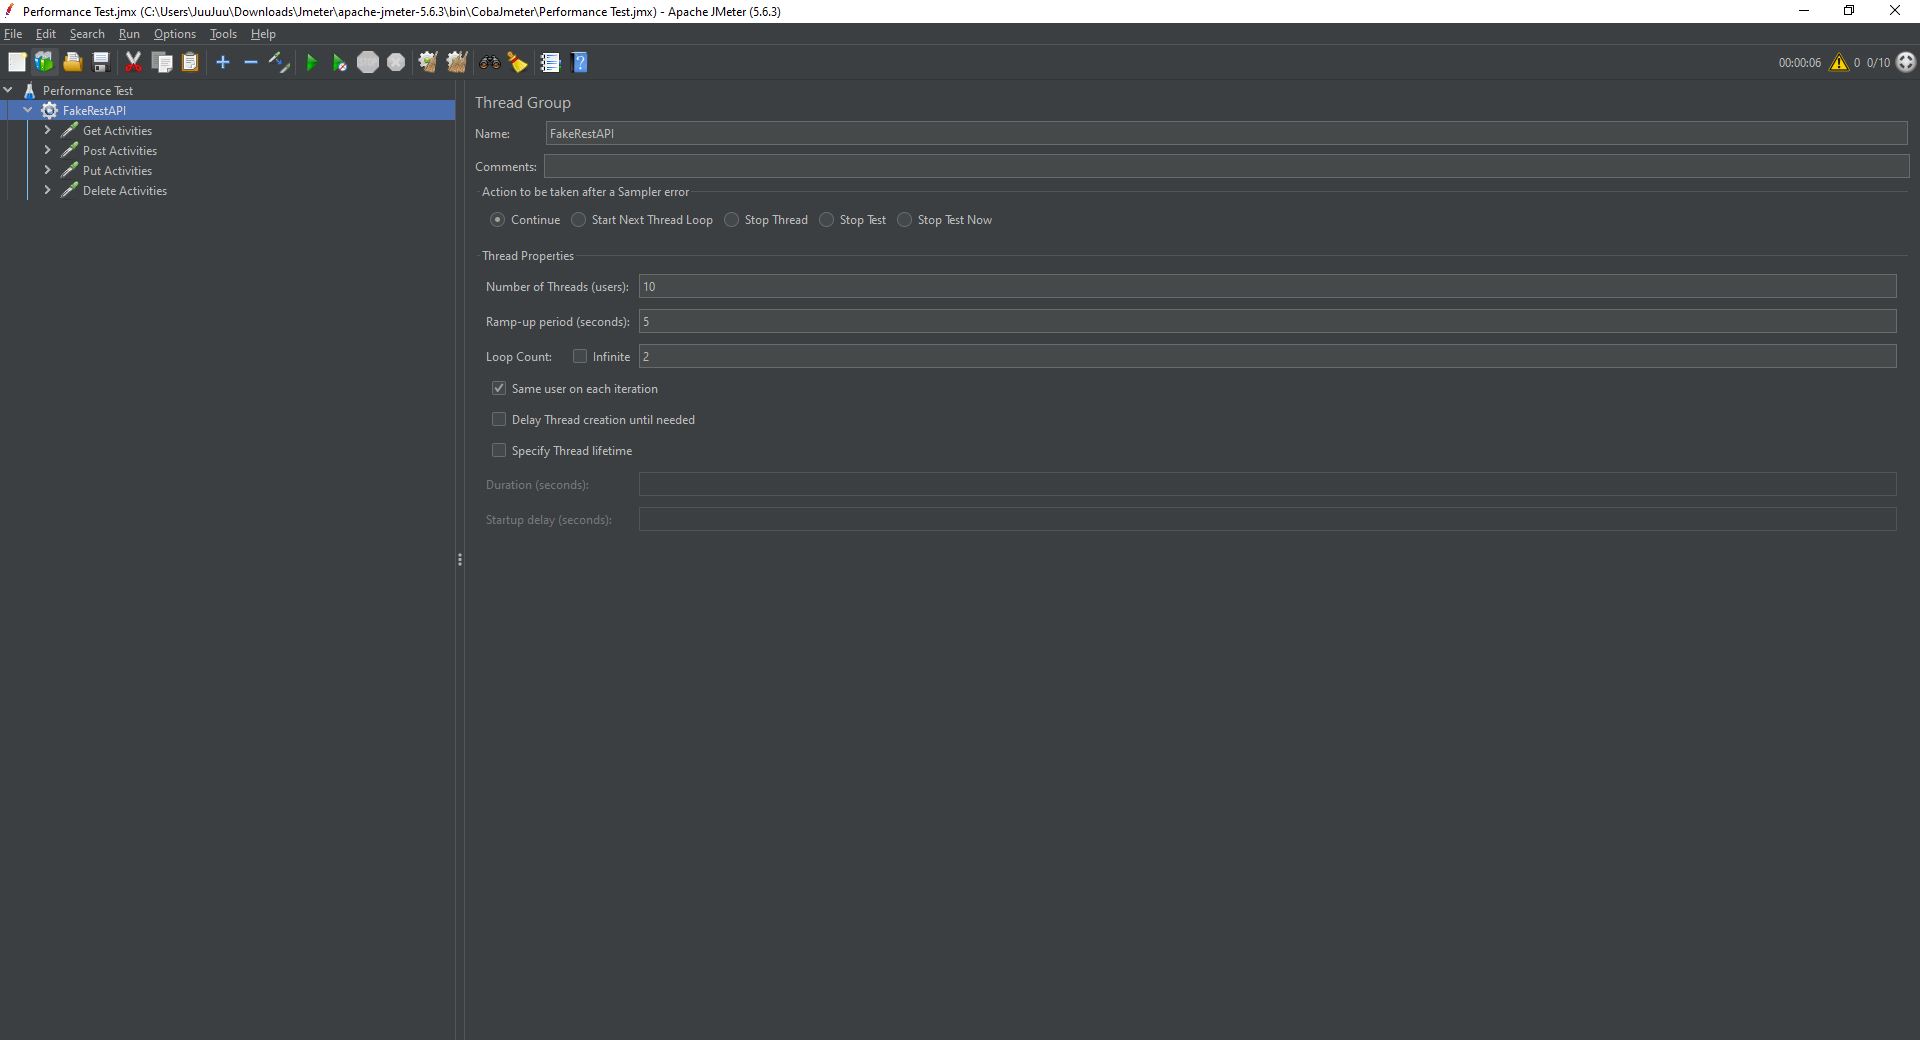 Performance Test.jmx (C:\Users\JuuJuu\Downloads\Jmeter\apache-jmeter-5.6.3\bin\CobaJmeter\Performance Test.jmx) - Apache JMeter (5.6.3)
File Edit Search Run Options Tools Help
STOP
00:00:06 0 0/10
Performance Test
FakeRestAPI
Get Activities
Post Activities
Put Activities
Delete Activities
Thread Group
Name: FakeRestAPI
Comments:
Action to be taken after a Sampler error
Continue Start Next Thread Loop Stop Thread Stop Test Stop Test Now
Thread Properties
Number of Threads (users): 10
Ramp-up period (seconds): 5
Loop Count: Infinite 2
Same user on each iteration
Delay Thread creation until needed
Specify Thread lifetime
Duration (seconds):
Startup delay (seconds):